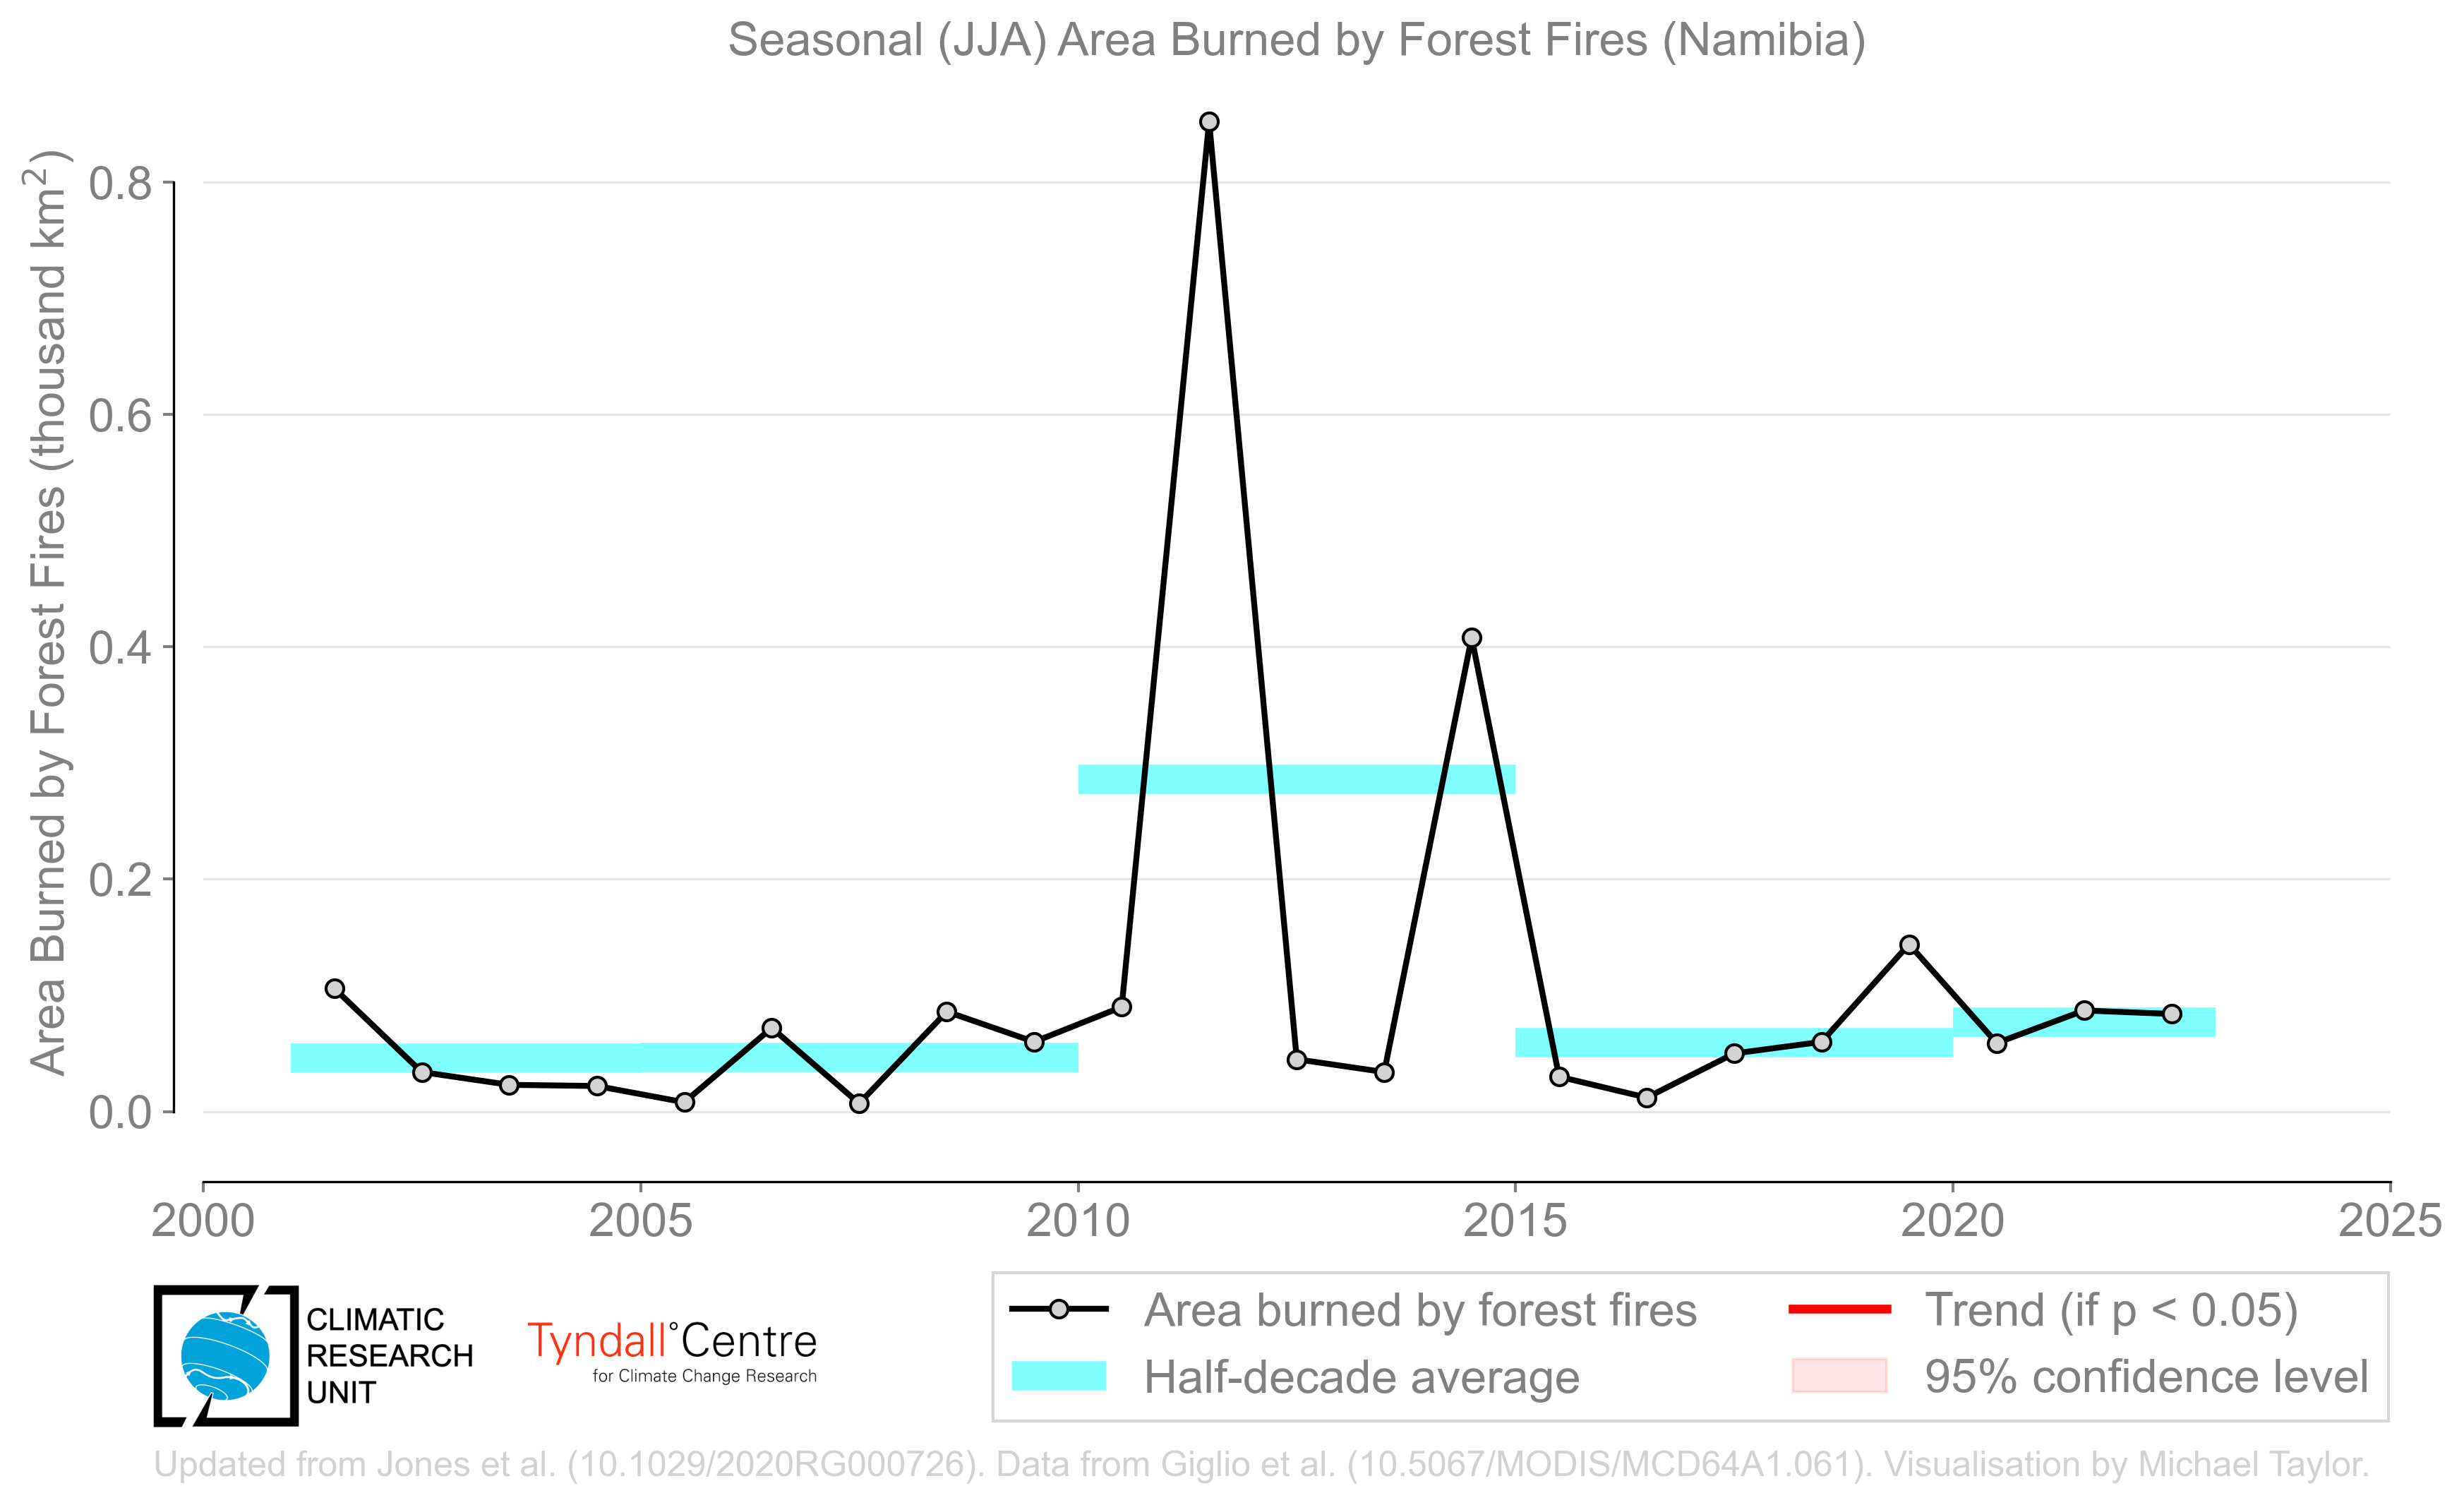 Seasonal (JJA) Area Burned by Forest Fires (Namibia)
Area Burned by Forest Fires (thousand km²)
0.8
0.6
0.4
0.2
0.0
2000 2005 2010 2015 2020 2025
CLIMATIC
RESEARCH
UNIT
Tyndall°Centre
for Climate Change Research
Area burned by forest fires
Half-decade average
Trend (if p < 0.05)
95% confidence level
Updated from Jones et al. (10.1029/2020RG000726). Data from Giglio et al. (10.5067/MODIS/MCD64A1.061). Visualisation by Michael Taylor.